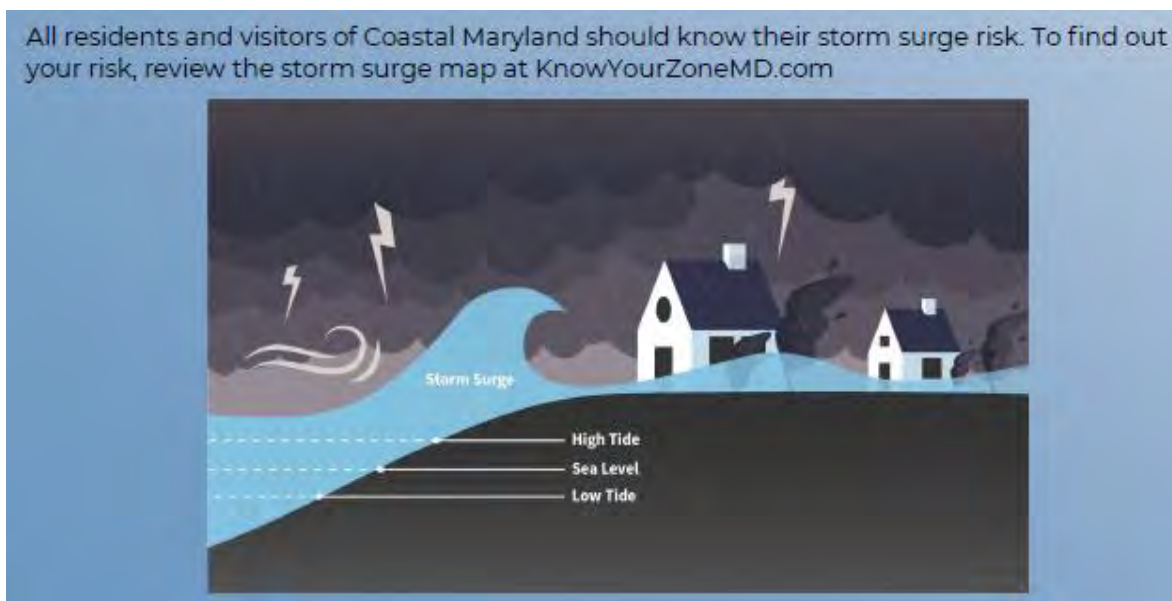 All residents and visitors of Coastal Maryland should know their storm surge risk. To find out
your risk, review the storm surge map at KnowYourZoneMD.com
Storm Surge
High Tide
Sea Level
Low Tide